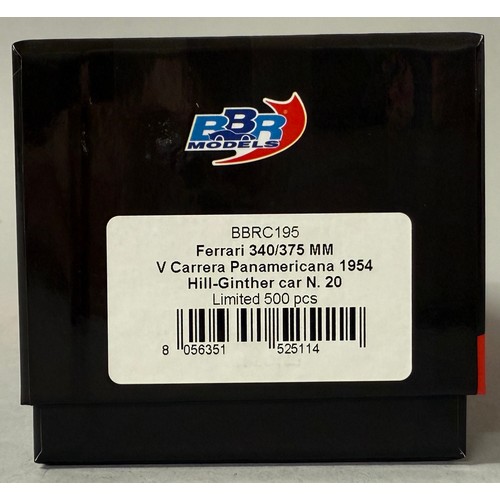 BBR
MODELS
BBRC195
Ferrari 340/375 MM
V Carrera Panamericana 1954
Hill-Ginther car N. 20
Limited 500 pcs
8 056351 525114